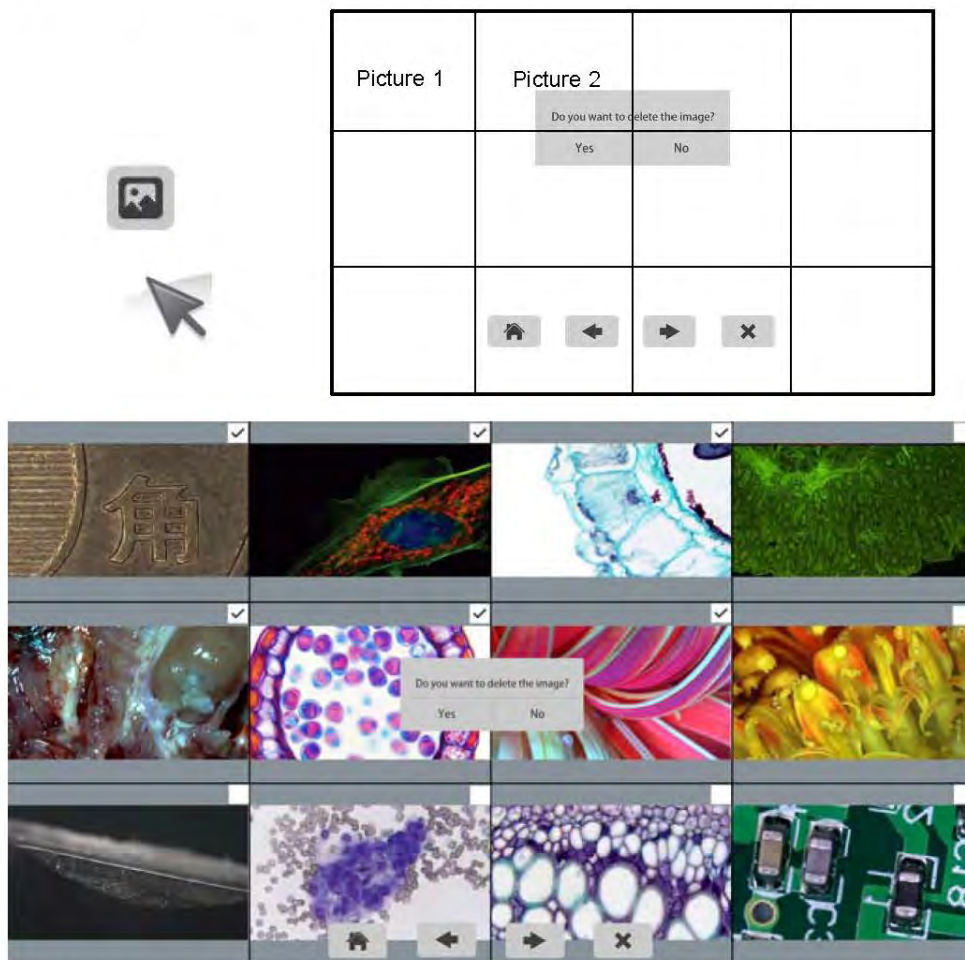 Picture 1
Picture 2
Do you want to delete the image?
Yes
No
角
Do you want to delete the image?
Yes
No
C3